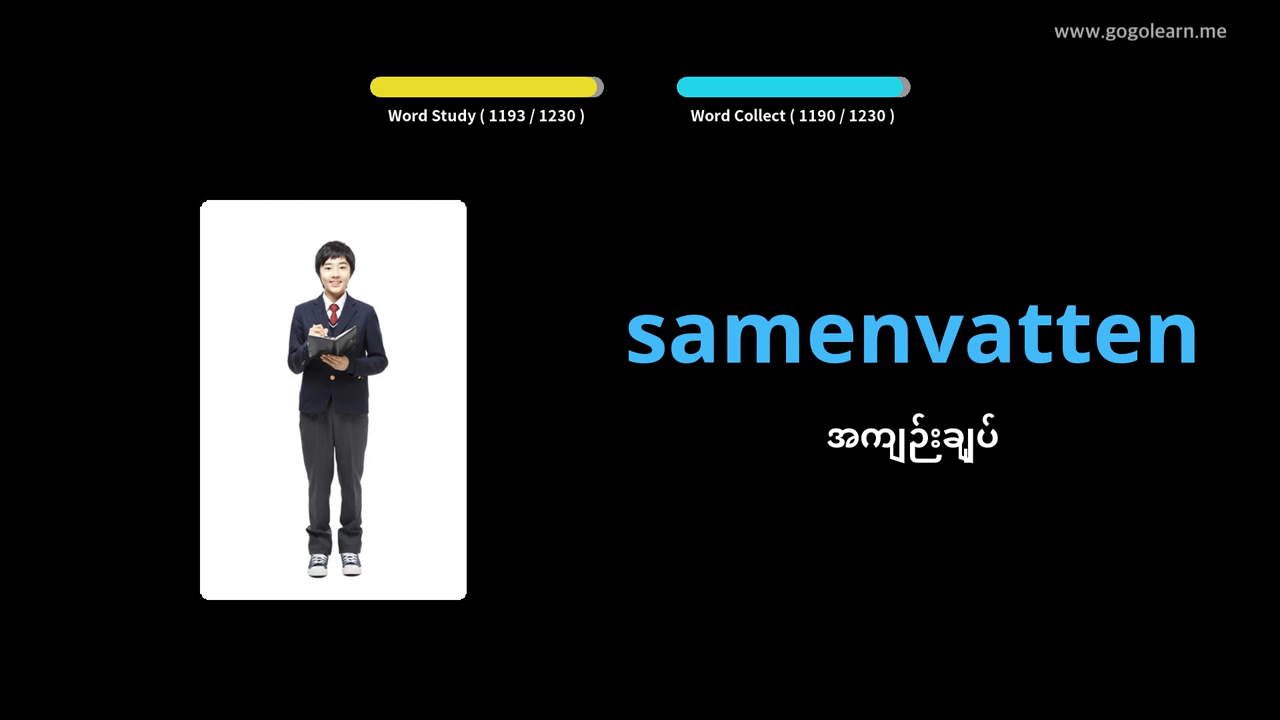 www.gogolearn.me
Word Study ( 1193 / 1230 )
Word Collect ( 1190 / 1230 )
samenvatten
အကျဉ်းချုပ်